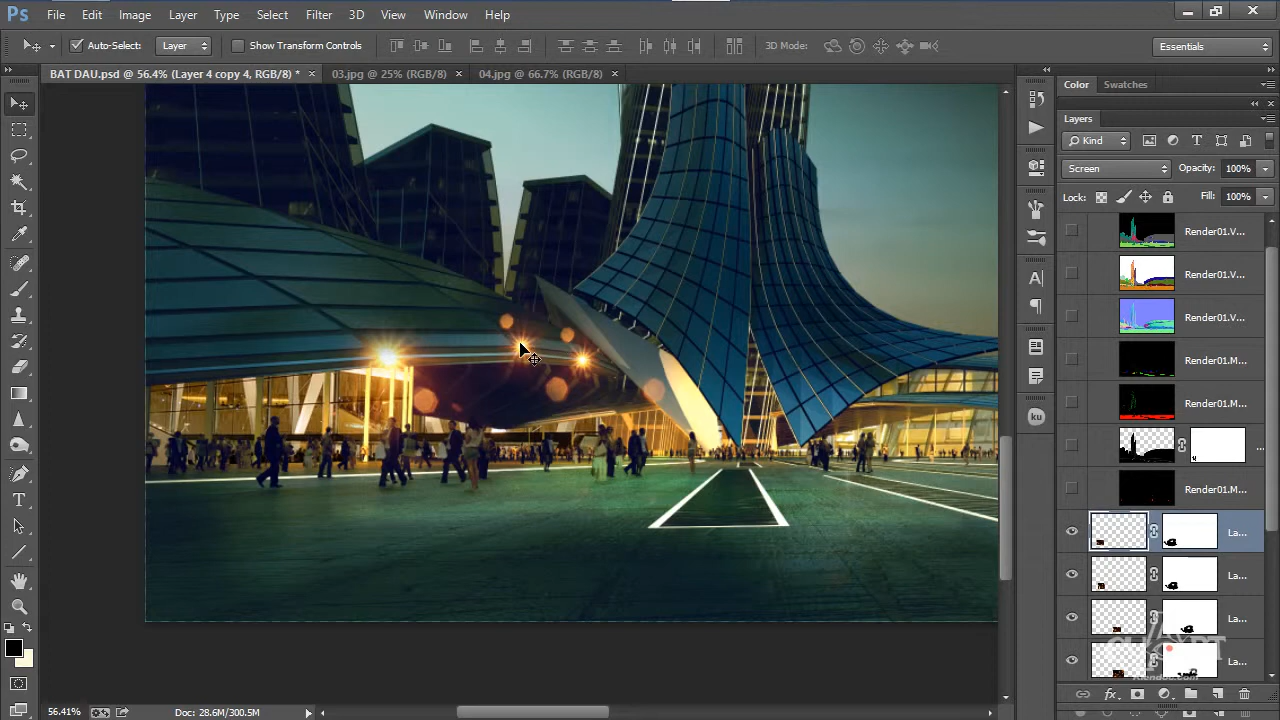 Ps File Edit Image Layer Type Select Filter 3D View Window Help
Auto-Select: Layer Show Transform Controls 3D Mode: Essentials
BAT DAU.psd @ 56.4% (Layer 4 copy 4, RGB/8) * × 03.jpg @ 25% (RGB/8) × 04.jpg @ 66.7% (RGB/8) ×
Color Swatches
Layers
Kind
Screen Opacity: 100%
Lock: Fill: 100%
Render01.V...
Render01.V...
Render01.V...
Render01.M...
Render01.M...
...
Render01.M...
La...
La...
La...
La...
Kiendoc.com
56.41% Doc: 28.6M/300.5M